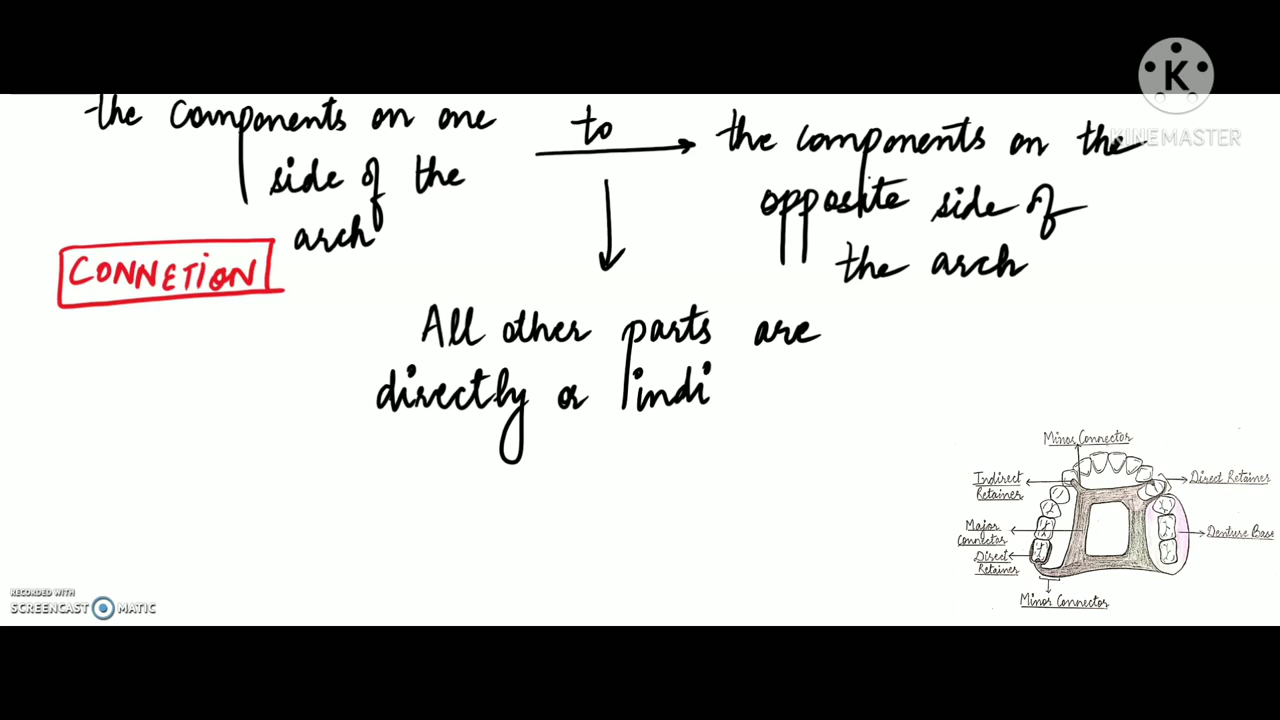 K
KINEMASTER
the components on one
side of the
arch
to
the components on the
opposite side of
the arch
CONNETION
All other parts are
directly or indi
Minor Connector
Indirect
Retainer
Direct Retainer
Major
Connector
Denture Base
Direct
Retainer
Minor Connector
RECORDED WITH
SCREENCAST MATIC